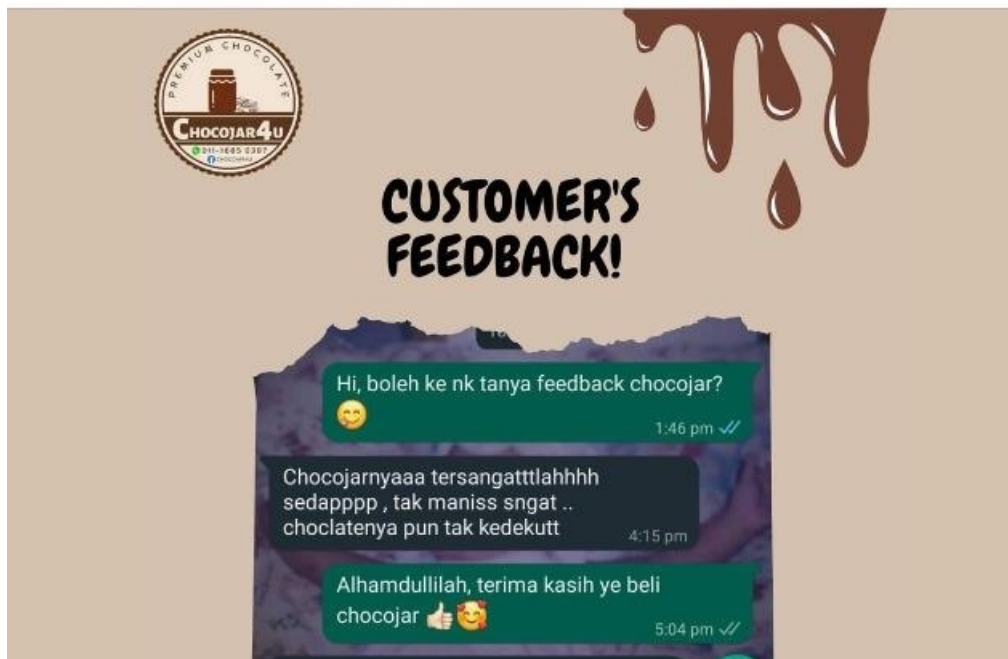 PREMIUM CHOCOLATE
CHOCOJAR4U
CUSTOMER'S
FEEDBACK!
Hi, boleh ke nk tanya feedback chocojar?
😋
1:46 pm
Chocojarnyaaa tersangatttlahhhh
sedapppp , tak maniss sngat ..
choclatenya pun tak kedekutt
4:15 pm
Alhamdullilah, terima kasih ye beli
chocojar 👍🏻🥰
5:04 pm